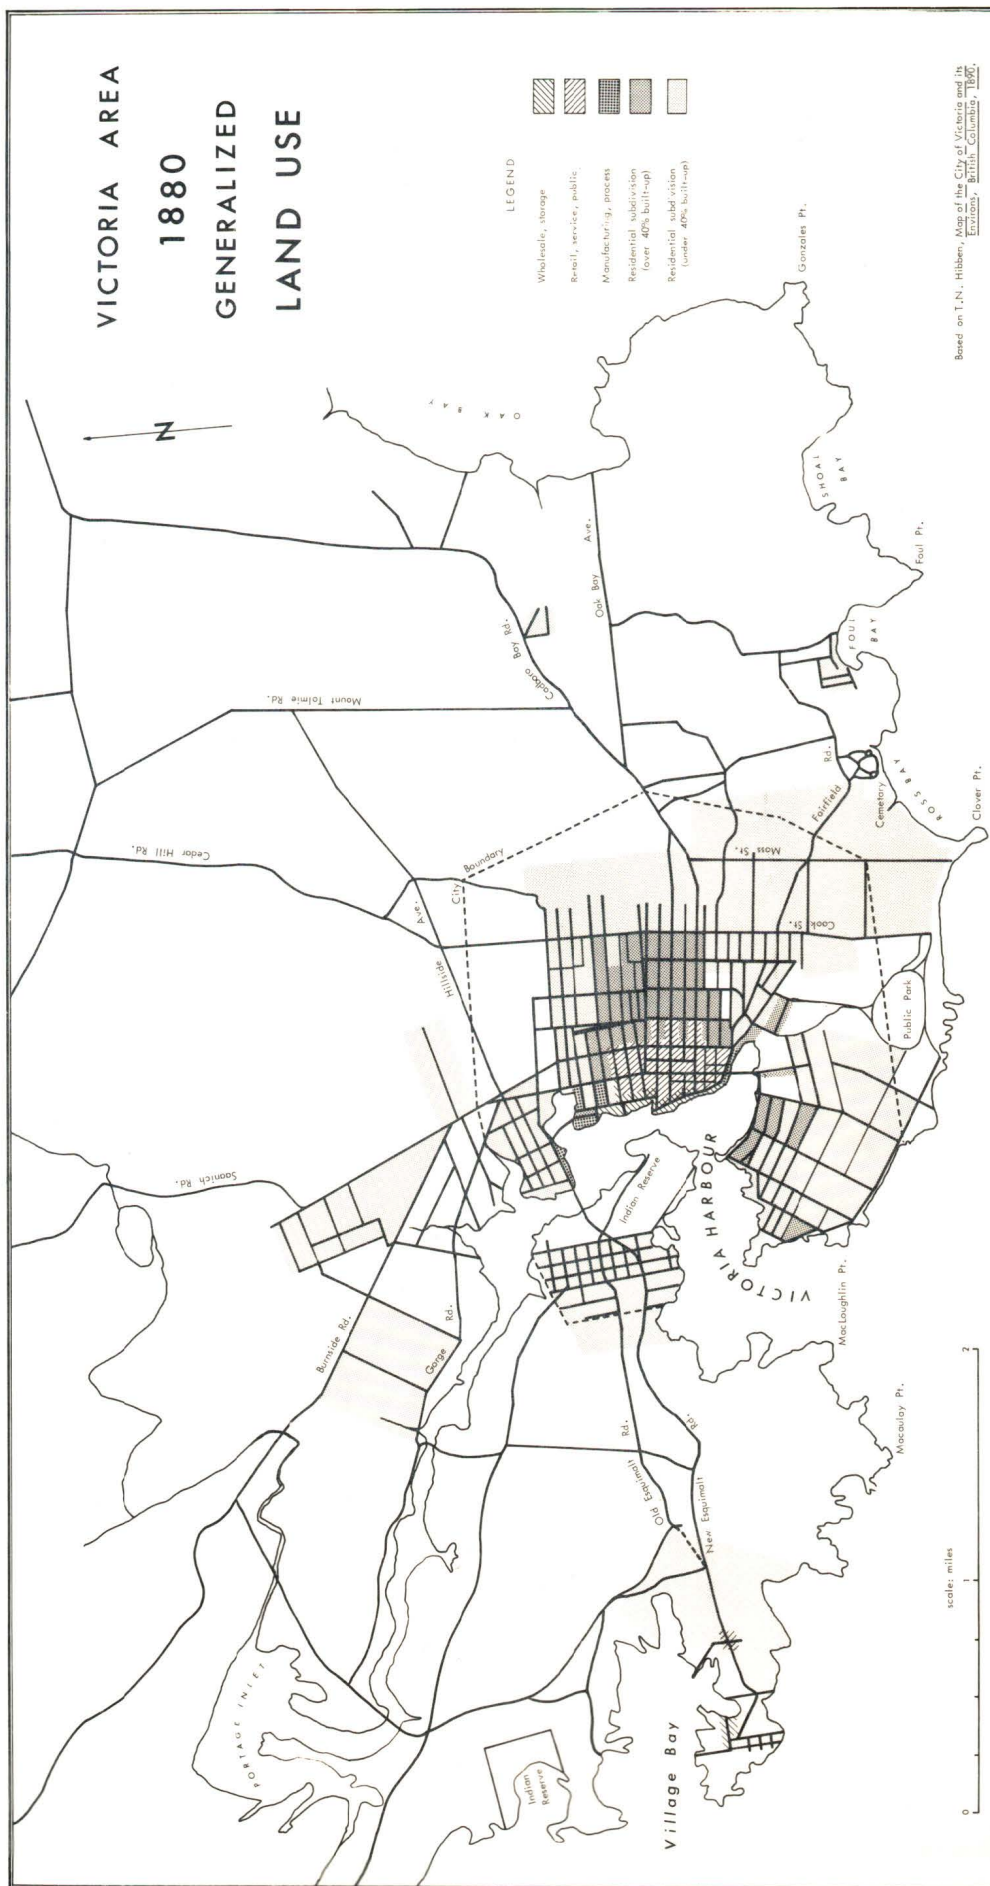 VICTORIA AREA
1880
GENERALIZED
LAND USE
N
LEGEND
Wholesale, storage
Retail, service, public
Manufacturing, process
Residential subdivision
(over 40% built-up)
Residential subdivision
(under 40% built-up)
Based on T.N. Hibben, Map of the City of Victoria and its
Environs, British Columbia, 1890.
Saanich Rd.
Cedar Hill Rd.
Mount Tolmie Rd.
PORTAGE INLET
Burnside Rd.
Gorge Rd.
Hillside Ave.
City Boundary
Cadboro Bay Rd.
OAK BAY
Oak Bay Ave.
Indian
Reserve
Village Bay
Old Esquimalt Rd.
New Esquimalt Rd.
Indian Reserve
VICTORIA HARBOUR
Cook St.
Moss St.
Fairfield Rd.
Cemetery
Public Park
ROSS BAY
FOUL
BAY
SHOAL
BAY
Gonzales Pt.
Foul Pt.
Clover Pt.
MacLoughlin Pt.
Macaulay Pt.
scale: miles
0 1 2